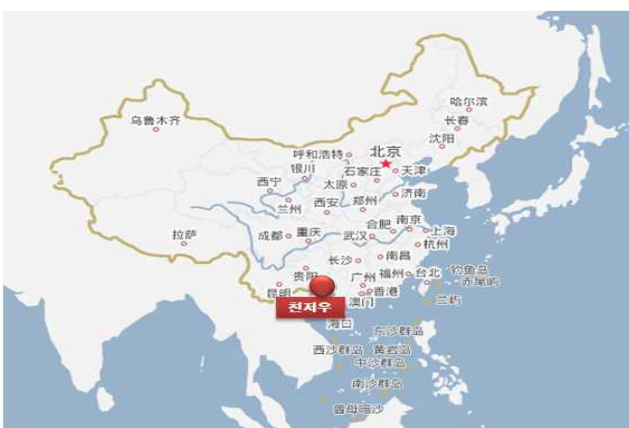 哈尔滨
长春
乌鲁木齐
沈阳
呼和浩特
北京
银川
石家庄
天津
西宁
太原
济南
兰州
西安
郑州
合肥
南京
上海
拉萨
成都
重庆
武汉
杭州
长沙
南昌
贵阳
钓鱼岛
广州
福州
台北
赤尾屿
昆明
香港
兰屿
澳门
친저우
海口
东沙群岛
西沙群岛
黄岩岛
中沙群岛
南沙群岛
曾母暗沙